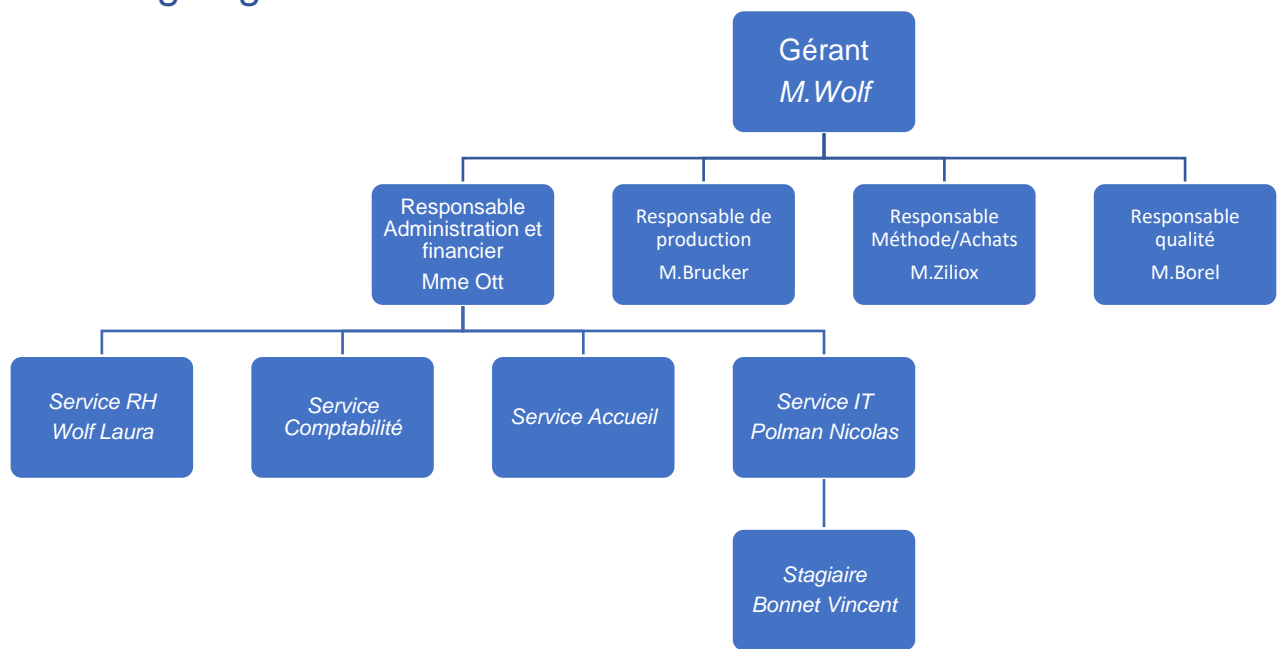 Gérant
M.Wolf
Responsable
Administration et
financier
Mme Ott
Responsable de
production
M.Brucker
Responsable
Méthode/Achats
M.Ziliox
Responsable
qualité
M.Borel
Service RH
Wolf Laura
Service
Comptabilité
Service Accueil
Service IT
Polman Nicolas
Stagiaire
Bonnet Vincent